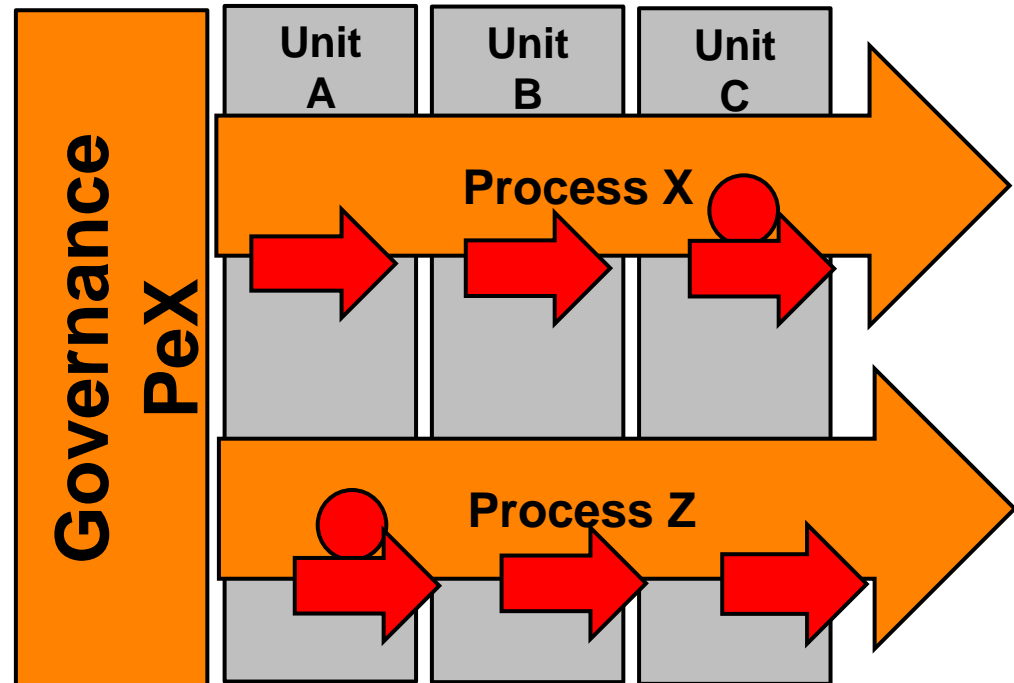 Governance
PeX
Unit
A
Unit
B
Unit
C
Process X
Process Z